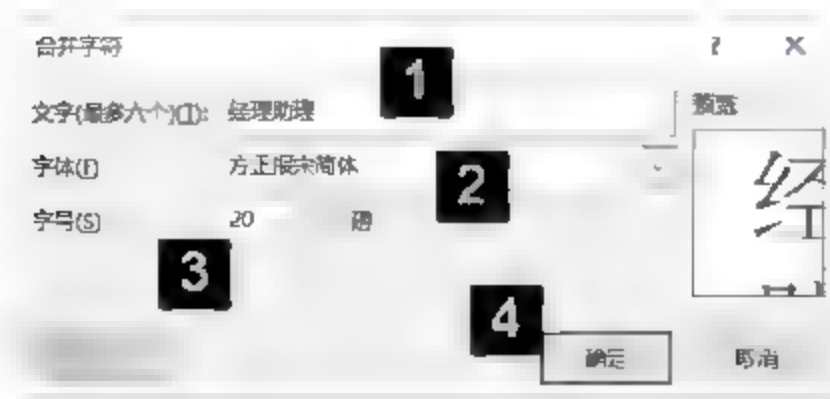 合并字符 ? ×
文字(最多六个)(T): 经理助理 1 预览
字体(F) 方正报宋简体 2 经
字号(S) 20 磅
3
4
确定 取消